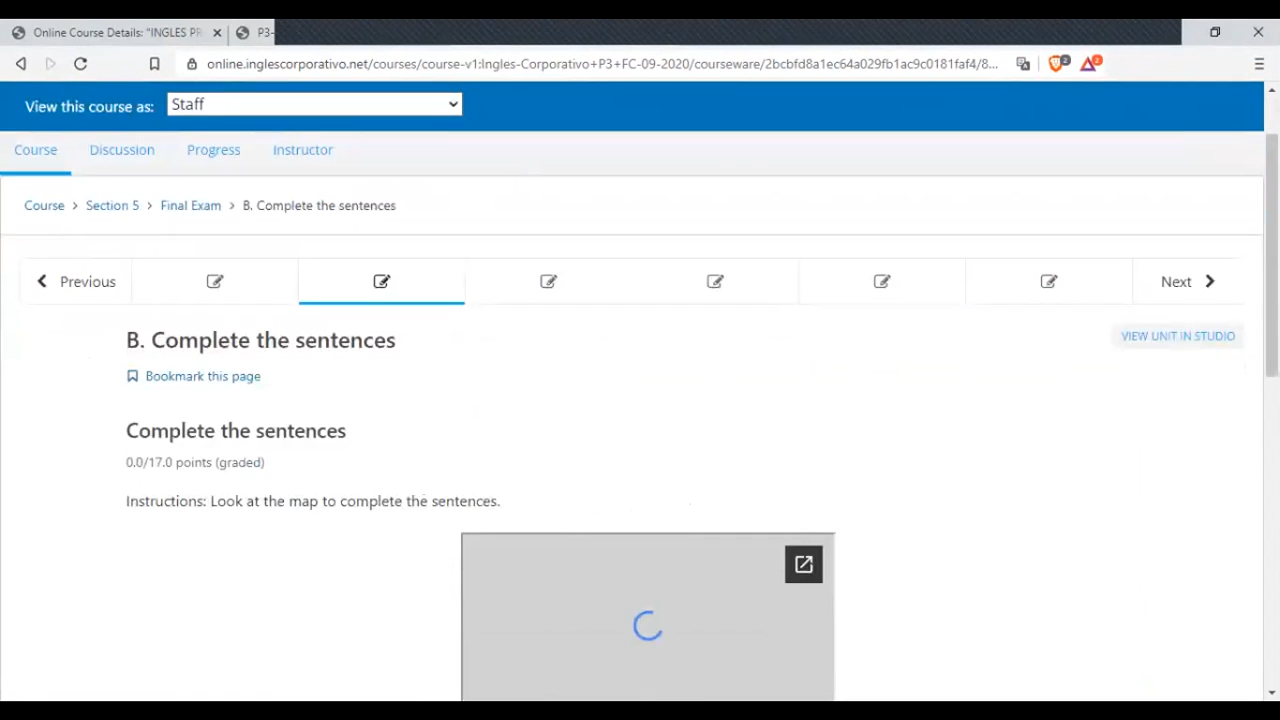 Online Course Details: "INGLES PR
P3-
online.inglescorporativo.net/courses/course-v1:Ingles-Corporativo+P3+FC-09-2020/courseware/2bcbfd8a1ec64a029fb1ac9c0181faf4/8...
2
2
View this course as:
Staff
Course
Discussion
Progress
Instructor
Course > Section 5 > Final Exam > B. Complete the sentences
Previous
Next
B. Complete the sentences
VIEW UNIT IN STUDIO
Bookmark this page
Complete the sentences
0.0/17.0 points (graded)
Instructions: Look at the map to complete the sentences.